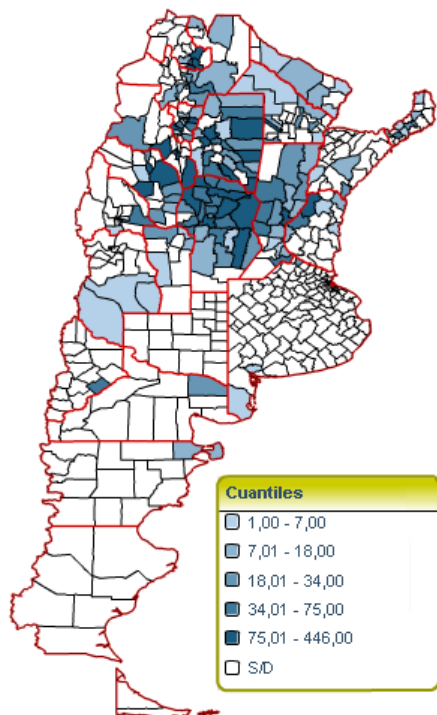 Cuantiles
1,00 - 7,00
7,01 - 18,00
18,01 - 34,00
34,01 - 75,00
75,01 - 446,00
S/D